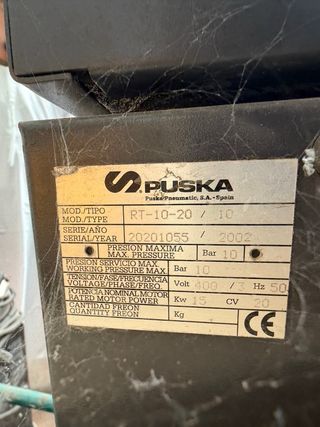 PUSKA
Puska Pneumatic, S.A. - Spain
MOD./TIPO
MOD./TYPE RT-10-20 / 10
SERIE/AÑO
SERIAL/YEAR 20201055 / 2002
PRESION MAXIMA
MAX. PRESSURE Bar 10
PRESION SERVICIO MAX.
WORKING PRESSURE MAX. Bar 10
TENSION/FASE/FRECUENCIA
VOLTAGE/PHASE/FREQ. Volt 400 / 3 Hz 50
POTENCIA NOMINAL MOTOR
RATED MOTOR POWER Kw 15 CV 20
CANTIDAD FREON
QUANTITY FREON Kg
CE